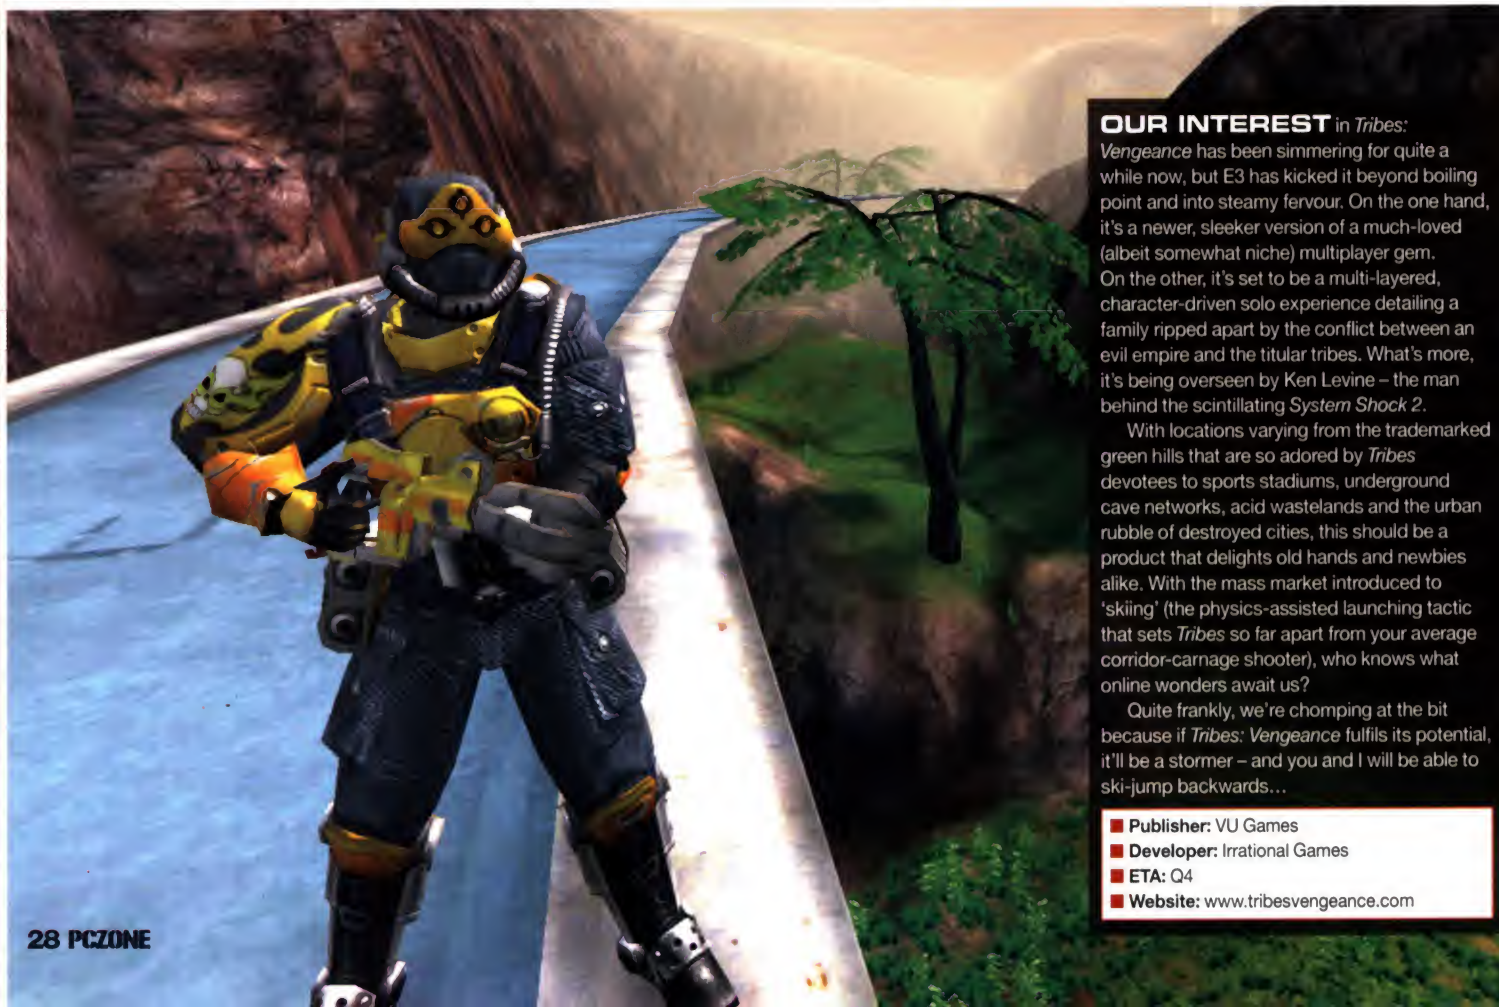 OUR INTEREST in Tribes:
Vengeance has been simmering for quite a
while now, but E3 has kicked it beyond boiling
point and into steamy fervour. On the one hand,
it's a newer, sleeker version of a much-loved
(albeit somewhat niche) multiplayer gem.
On the other, it's set to be a multi-layered,
character-driven solo experience detailing a
family ripped apart by the conflict between an
evil empire and the titular tribes. What's more,
it's being overseen by Ken Levine – the man
behind the scintillating System Shock 2.
With locations varying from the trademarked
green hills that are so adored by Tribes
devotees to sports stadiums, underground
cave networks, acid wastelands and the urban
rubble of destroyed cities, this should be a
product that delights old hands and newbies
alike. With the mass market introduced to
'skiing' (the physics-assisted launching tactic
that sets Tribes so far apart from your average
corridor-carnage shooter), who knows what
online wonders await us?
Quite frankly, we're chomping at the bit
because if Tribes: Vengeance fulfils its potential,
it'll be a stormer – and you and I will be able to
ski-jump backwards...
Publisher: VU Games
Developer: Irrational Games
ETA: Q4
Website: www.tribesvengeance.com
28 PCZONE